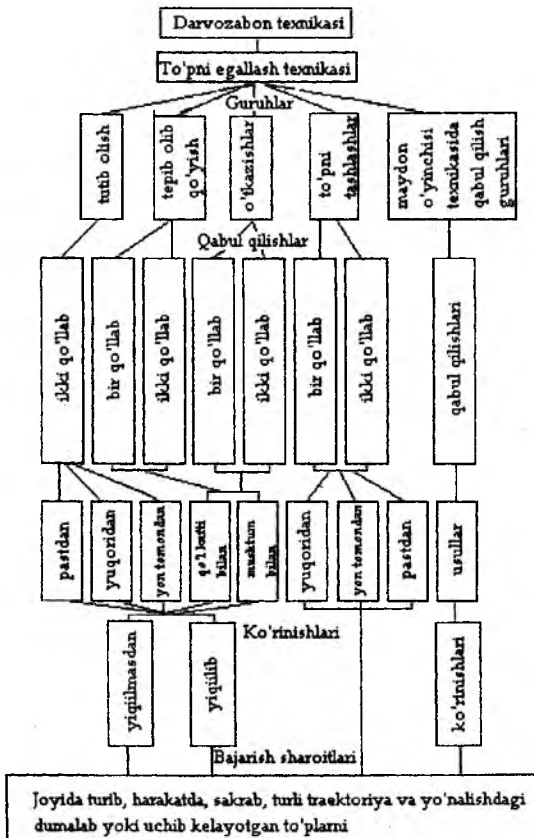 Darvozabon texnikasi
To'pni egallash texnikasi
Guruhlar
tutib olish
tepib olib
qo'yish
o'tkazishlar
to'pni
tashlashlar
maydon
o'yinchisi
texnikasida
qabul qilish
guruhlari
Qabul qilishlar
ikki qo'llab
bir qo'llab
ikki qo'llab
bir qo'llab
ikki qo'llab
bir qo'llab
ikki qo'llab
qabul qilishlari
pastdan
yuqoridan
yon tomondan
qo'l kafti
bilan
mushtum
bilan
yuqoridan
yon tomondan
pastdan
usullar
Ko'rinishlari
yiqiilmasdan
yiqiilib
ko'rinishlari
Bajarish sharoitlari
Joyida turib, harakatda, sakrab, turli traektoriya va yo'nalishdagi
dumalab yoki uchib kelayotgan to'plarni